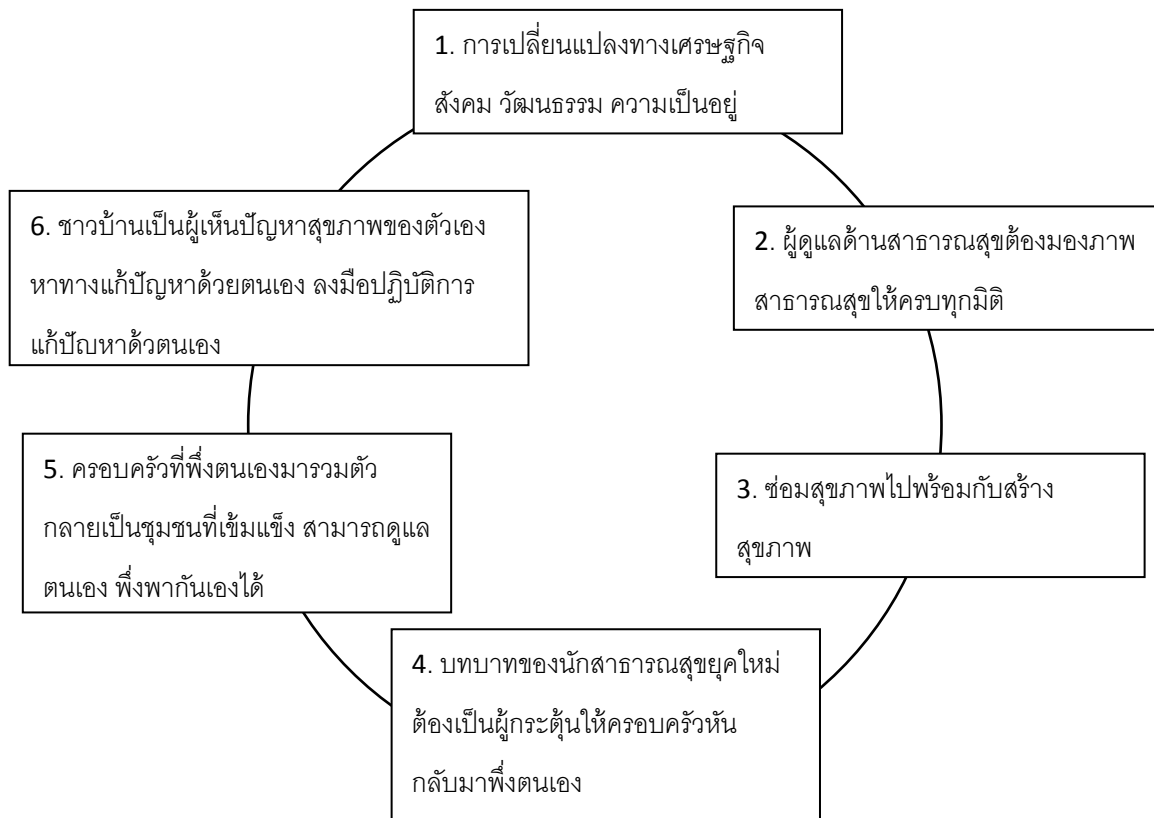 1. การเปลี่ยนแปลงทางเศรษฐกิจ
สังคม วัฒนธรรม ความเป็นอยู่
2. ผู้ดูแลด้านสาธารณสุขต้องมองภาพ
สาธารณสุขให้ครบทุกมิติ
3. ซ่อมสุขภาพไปพร้อมกับสร้าง
สุขภาพ
4. บทบาทของนักสาธารณสุขยุคใหม่
ต้องเป็นผู้กระตุ้นให้ครอบครัวหัน
กลับมาพึ่งตนเอง
5. ครอบครัวที่พึ่งตนเองมารวมตัว
กลายเป็นชุมชนที่เข้มแข็ง สามารถดูแล
ตนเอง พึ่งพากันเองได้
6. ชาวบ้านเป็นผู้เห็นปัญหาสุขภาพของตัวเอง
หาทางแก้ปัญหาด้วยตนเอง ลงมือปฏิบัติการ
แก้ปัญหาด้วตนเอง